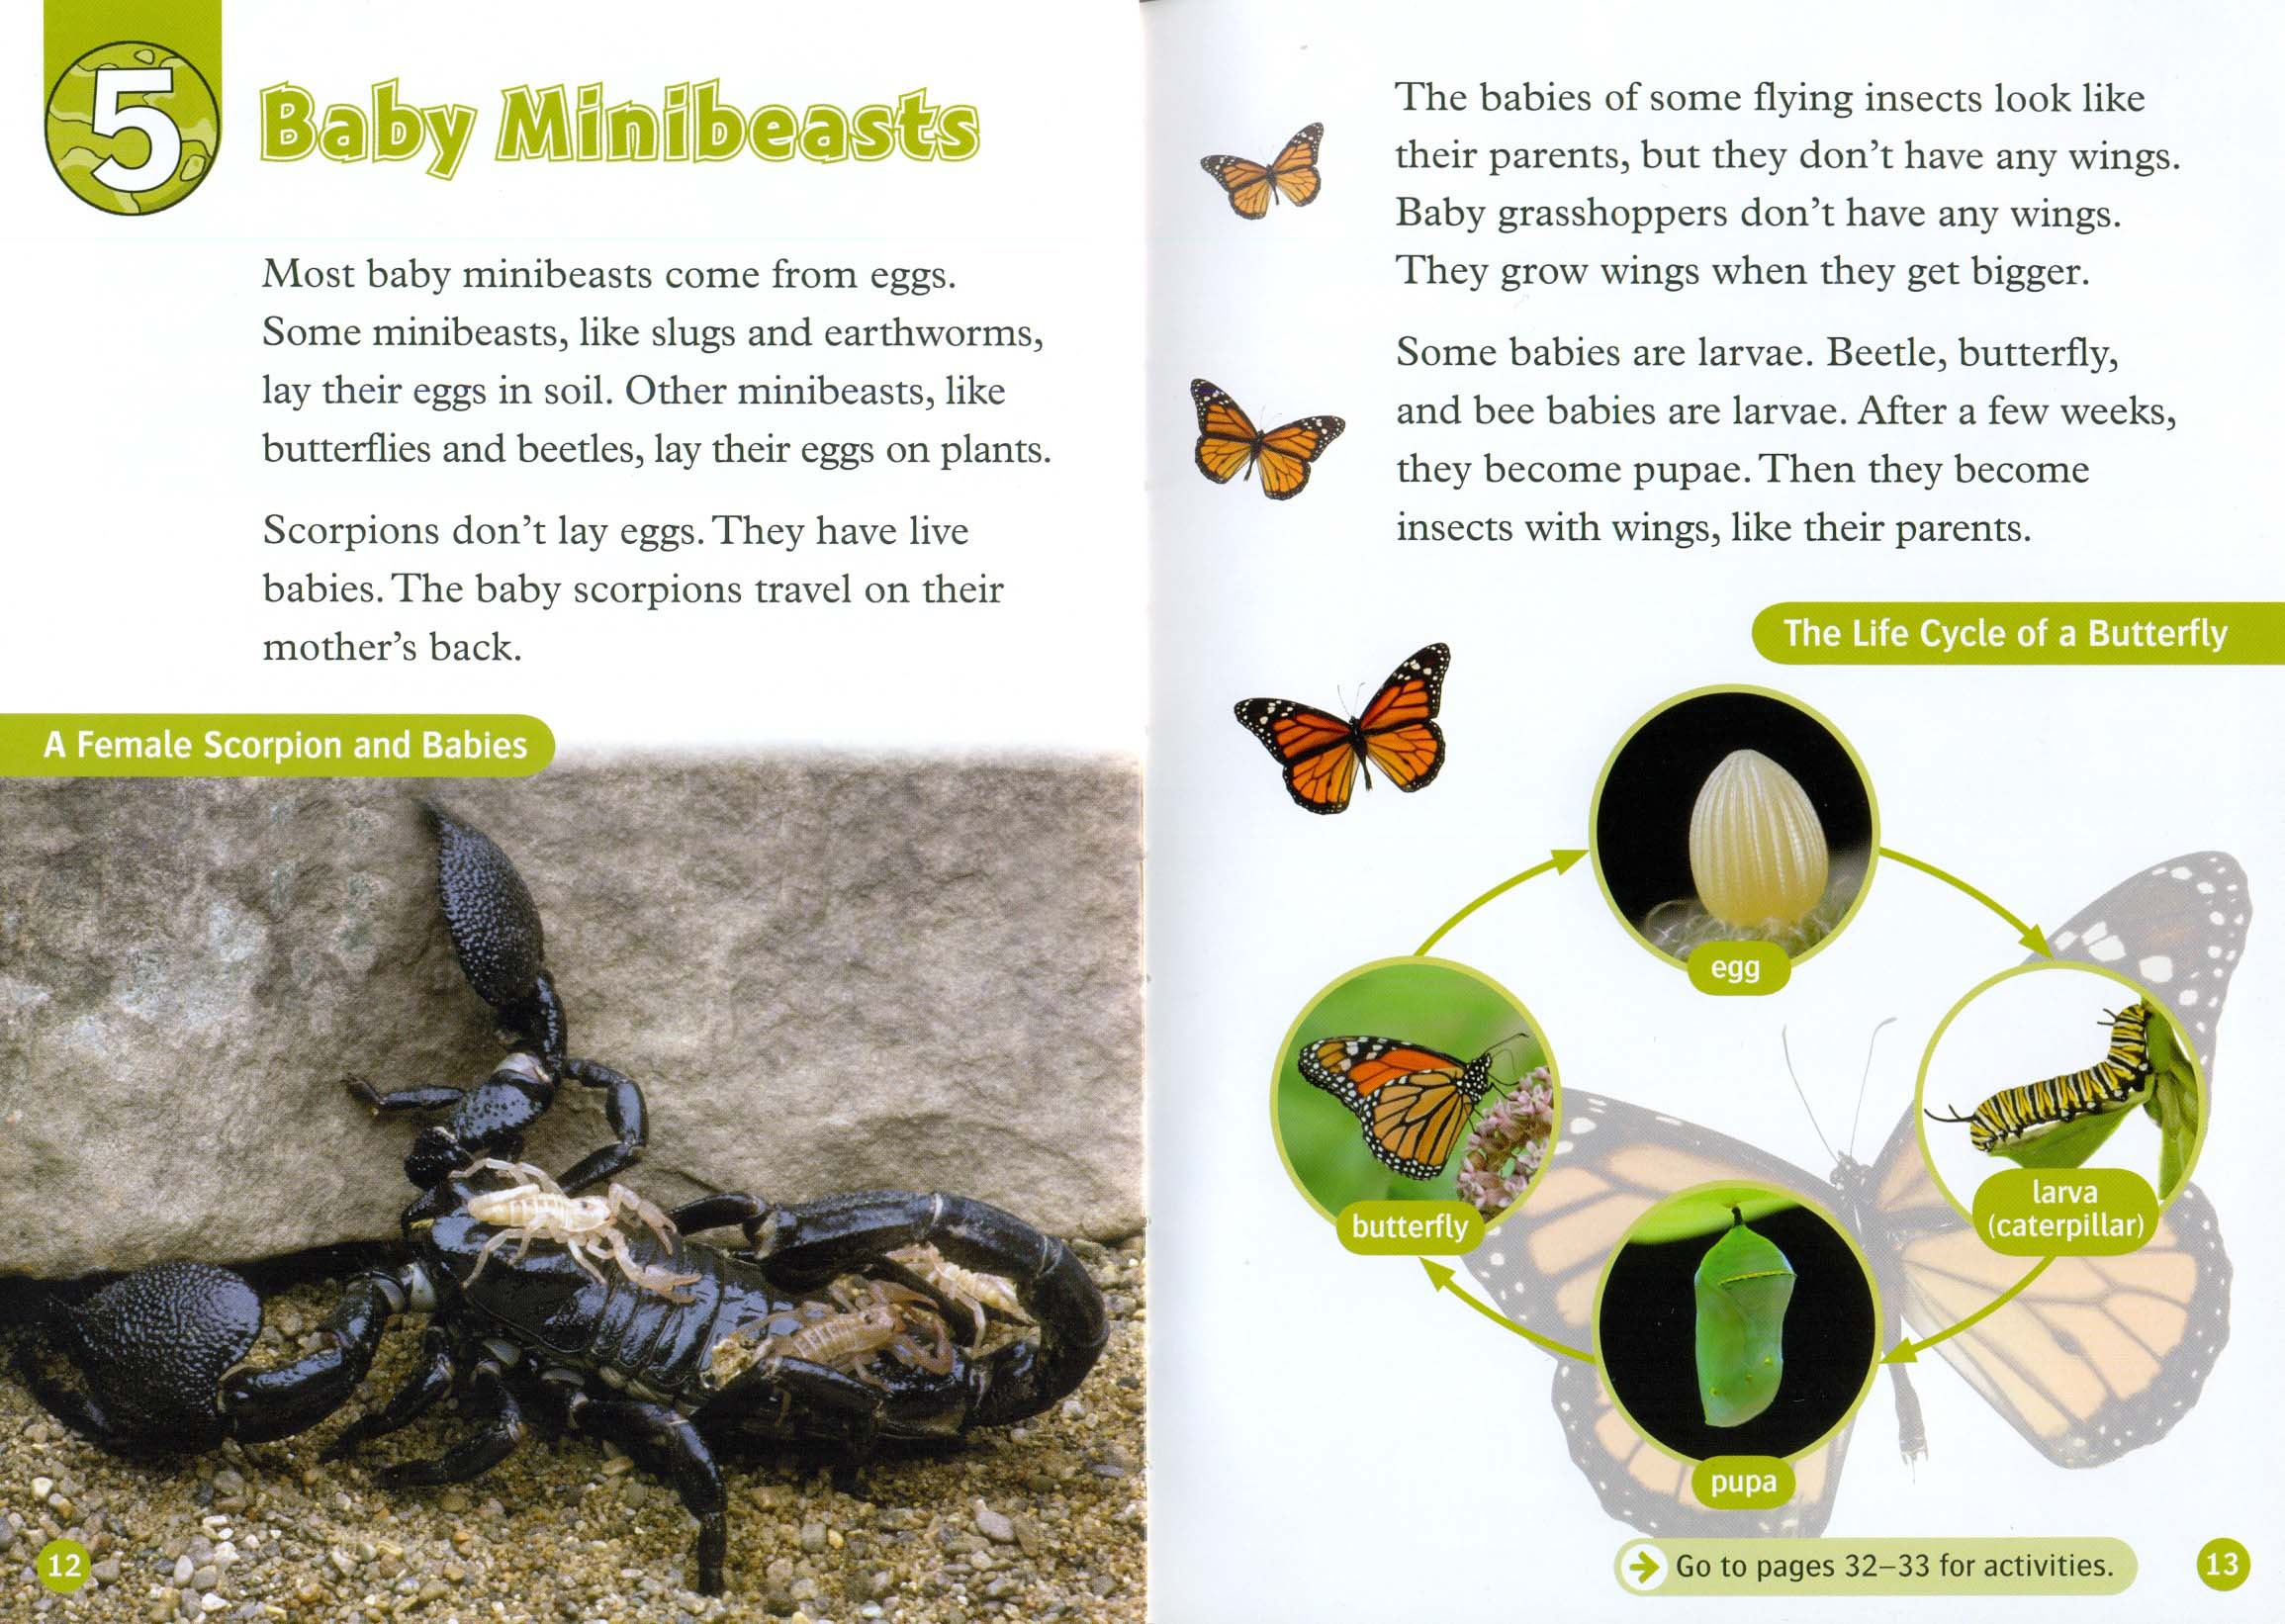 5
Baby Minibeasts
Most baby minibeasts come from eggs.
Some minibeasts, like slugs and earthworms,
lay their eggs in soil. Other minibeasts, like
butterflies and beetles, lay their eggs on plants.
Scorpions don't lay eggs. They have live
babies. The baby scorpions travel on their
mother's back.
A Female Scorpion and Babies
12
The babies of some flying insects look like
their parents, but they don't have any wings.
Baby grasshoppers don't have any wings.
They grow wings when they get bigger.
Some babies are larvae. Beetle, butterfly,
and bee babies are larvae. After a few weeks,
they become pupae. Then they become
insects with wings, like their parents.
The Life Cycle of a Butterfly
egg
larva
(caterpillar)
pupa
butterfly
Go to pages 32–33 for activities.
13